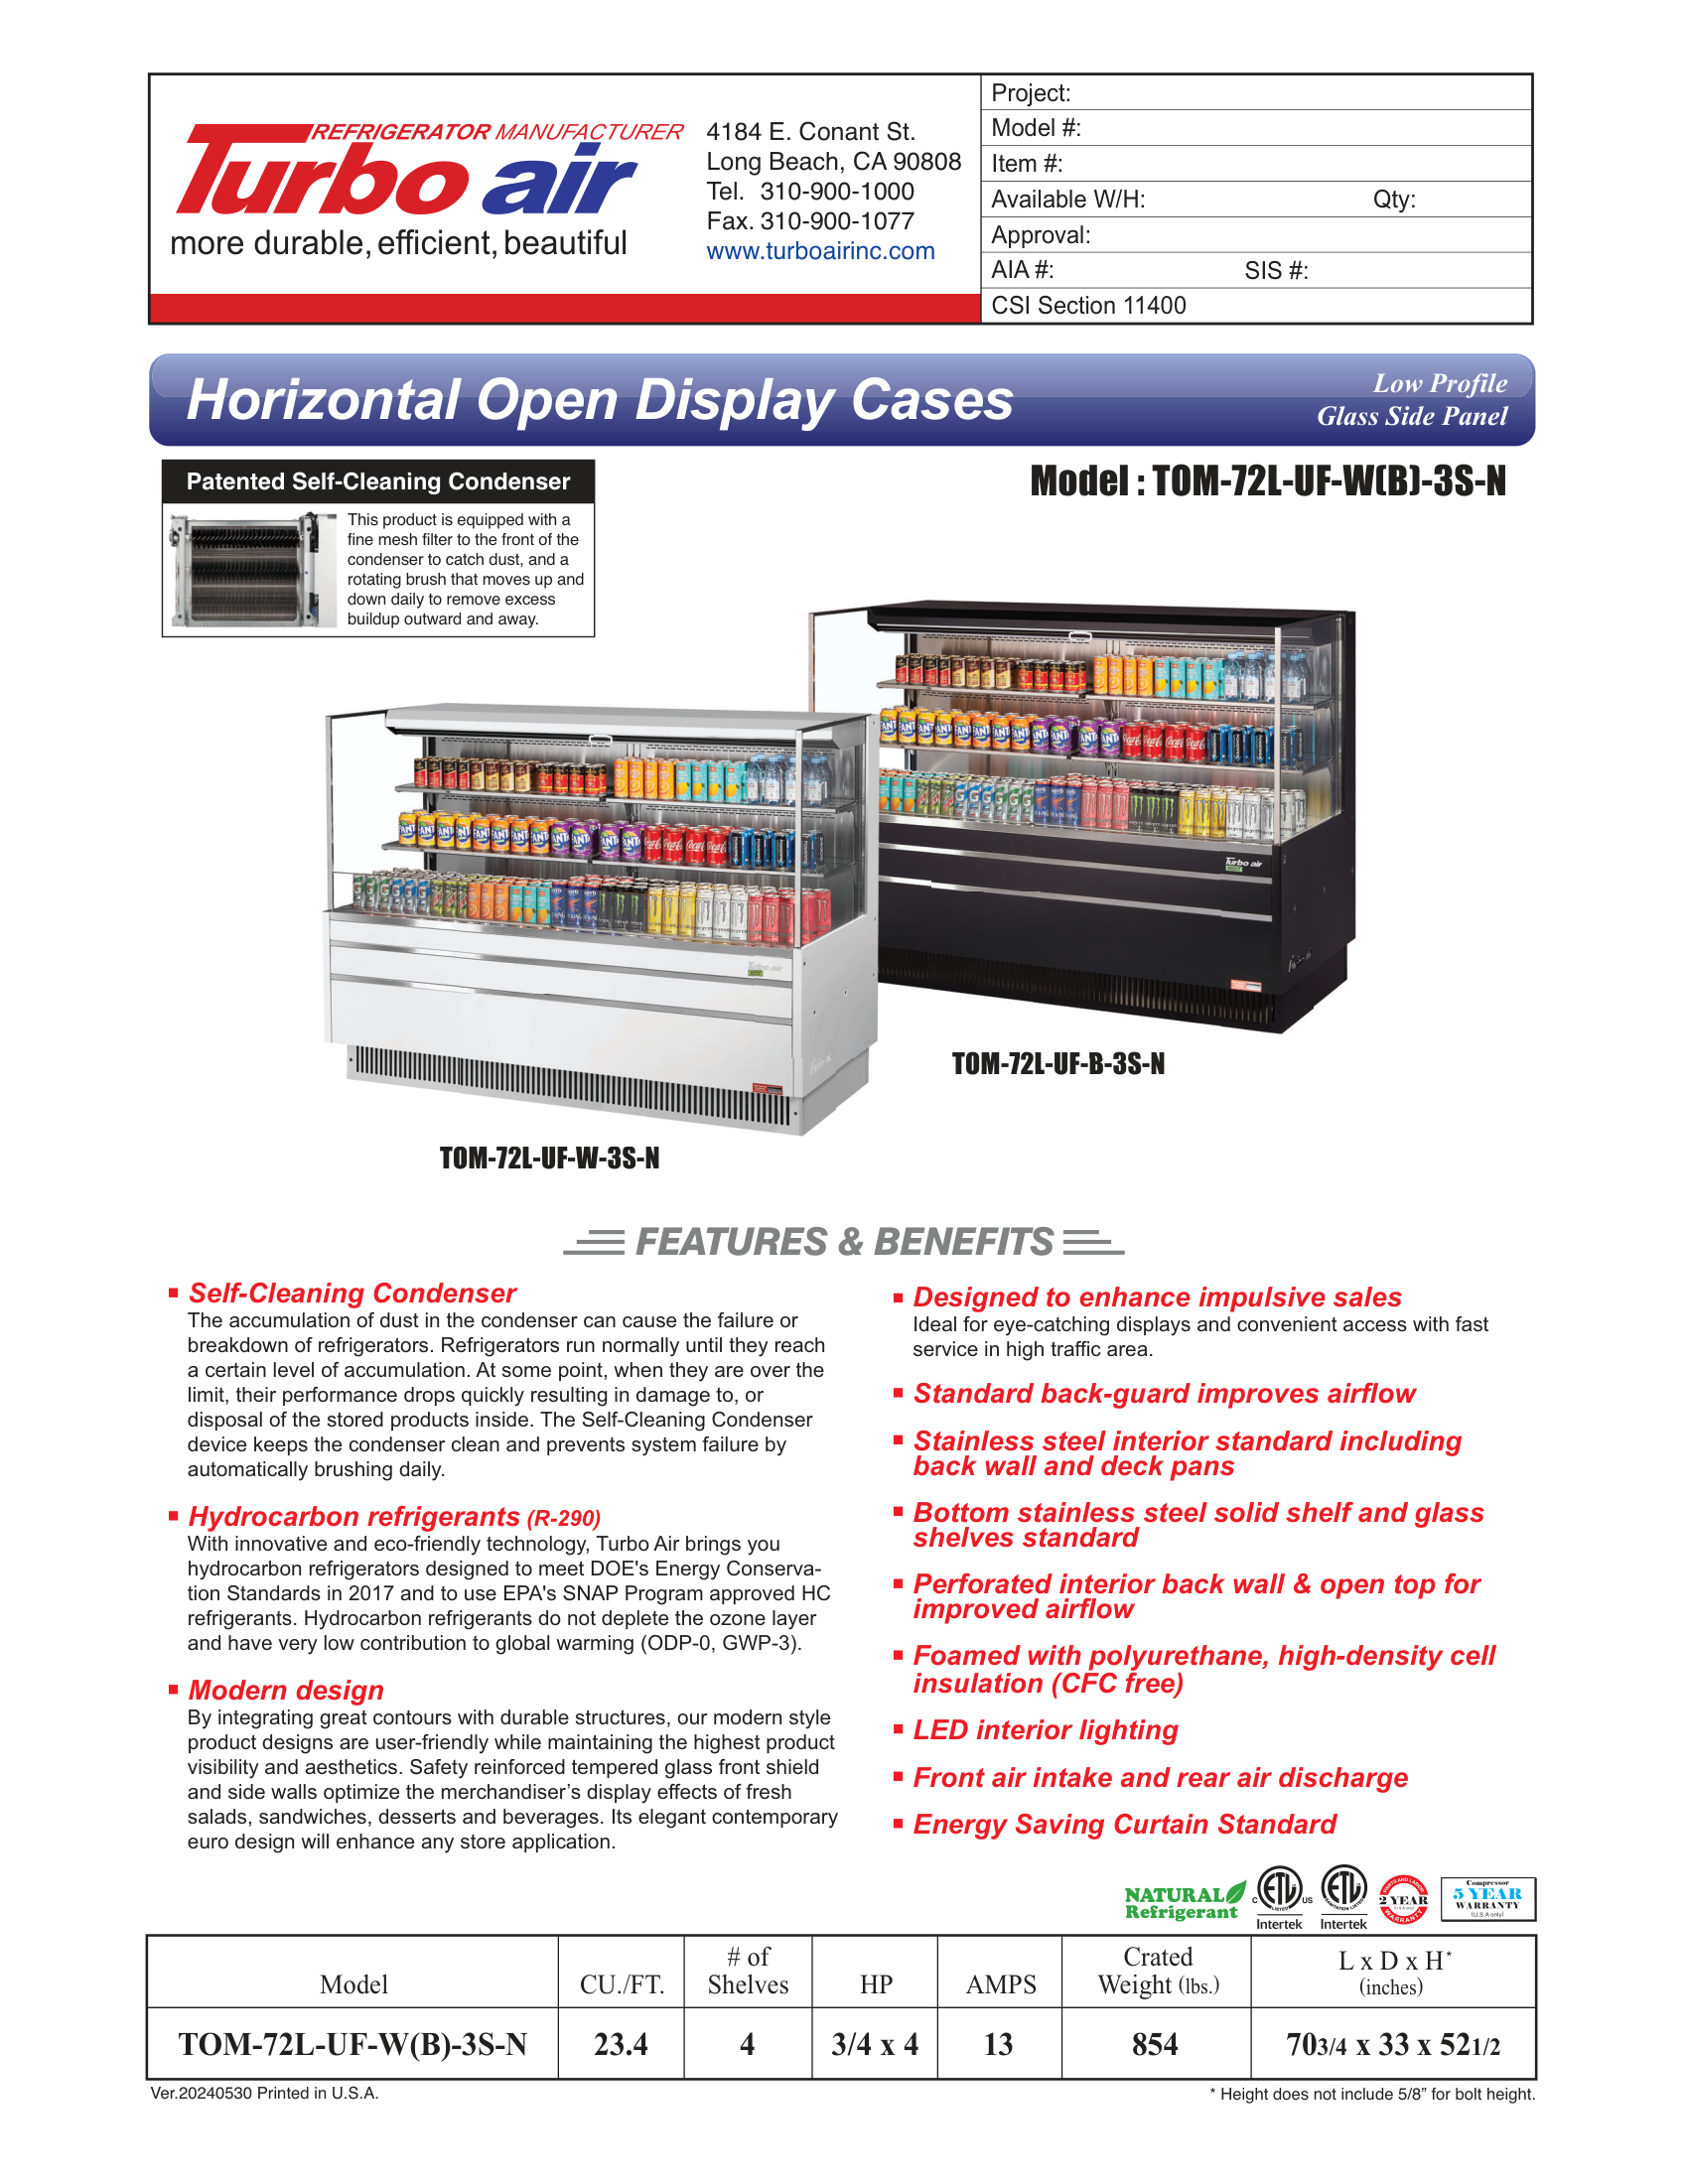 REFRIGERATOR MANUFACTURER
Turbo air
more durable, efficient, beautiful
4184 E. Conant St.
Long Beach, CA 90808
Tel. 310-900-1000
Fax. 310-900-1077
www.turboairinc.com
Project:
Model #:
Item #:
Available W/H: Qty:
Approval:
AIA #: SIS #:
CSI Section 11400
Horizontal Open Display Cases
Low Profile
Glass Side Panel
Patented Self-Cleaning Condenser
This product is equipped with a
fine mesh filter to the front of the
condenser to catch dust, and a
rotating brush that moves up and
down daily to remove excess
buildup outward and away.
Model : TOM-72L-UF-W(B)-3S-N
TOM-72L-UF-B-3S-N
TOM-72L-UF-W-3S-N
FEATURES & BENEFITS
Self-Cleaning Condenser
The accumulation of dust in the condenser can cause the failure or
breakdown of refrigerators. Refrigerators run normally until they reach
a certain level of accumulation. At some point, when they are over the
limit, their performance drops quickly resulting in damage to, or
disposal of the stored products inside. The Self-Cleaning Condenser
device keeps the condenser clean and prevents system failure by
automatically brushing daily.
Hydrocarbon refrigerants (R-290)
With innovative and eco-friendly technology, Turbo Air brings you
hydrocarbon refrigerators designed to meet DOE's Energy Conserva-
tion Standards in 2017 and to use EPA's SNAP Program approved HC
refrigerants. Hydrocarbon refrigerants do not deplete the ozone layer
and have very low contribution to global warming (ODP-0, GWP-3).
Modern design
By integrating great contours with durable structures, our modern style
product designs are user-friendly while maintaining the highest product
visibility and aesthetics. Safety reinforced tempered glass front shield
and side walls optimize the merchandiser’s display effects of fresh
salads, sandwiches, desserts and beverages. Its elegant contemporary
euro design will enhance any store application.
Designed to enhance impulsive sales
Ideal for eye-catching displays and convenient access with fast
service in high traffic area.
Standard back-guard improves airflow
Stainless steel interior standard including
back wall and deck pans
Bottom stainless steel solid shelf and glass
shelves standard
Perforated interior back wall & open top for
improved airflow
Foamed with polyurethane, high-density cell
insulation (CFC free)
LED interior lighting
Front air intake and rear air discharge
Energy Saving Curtain Standard
NATURAL
Refrigerant
C ETL US
LISTED
Intertek
ETL
SANITATION LISTED
Intertek
PARTS AND LABOR
2 YEAR
(U.S.A only)
WARRANTY
Compressor
5 YEAR
WARRANTY
(U.S.A only)
Model CU./FT. # of Shelves HP AMPS Crated Weight (lbs.) L x D x H* (inches)
TOM-72L-UF-W(B)-3S-N 23.4 4 3/4 x 4 13 854 70 3/4 x 33 x 52 1/2
Ver.20240530 Printed in U.S.A.
* Height does not include 5/8” for bolt height.